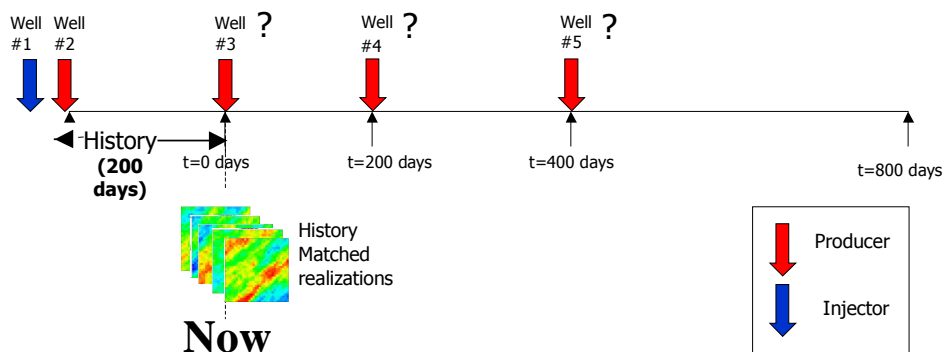 Well
#1
Well
#2
Well
#3 ?
Well
#4 ?
Well
#5 ?
History
(200
days)
t=0 days
t=200 days
t=400 days
t=800 days
History
Matched
realizations
Now
Producer
Injector